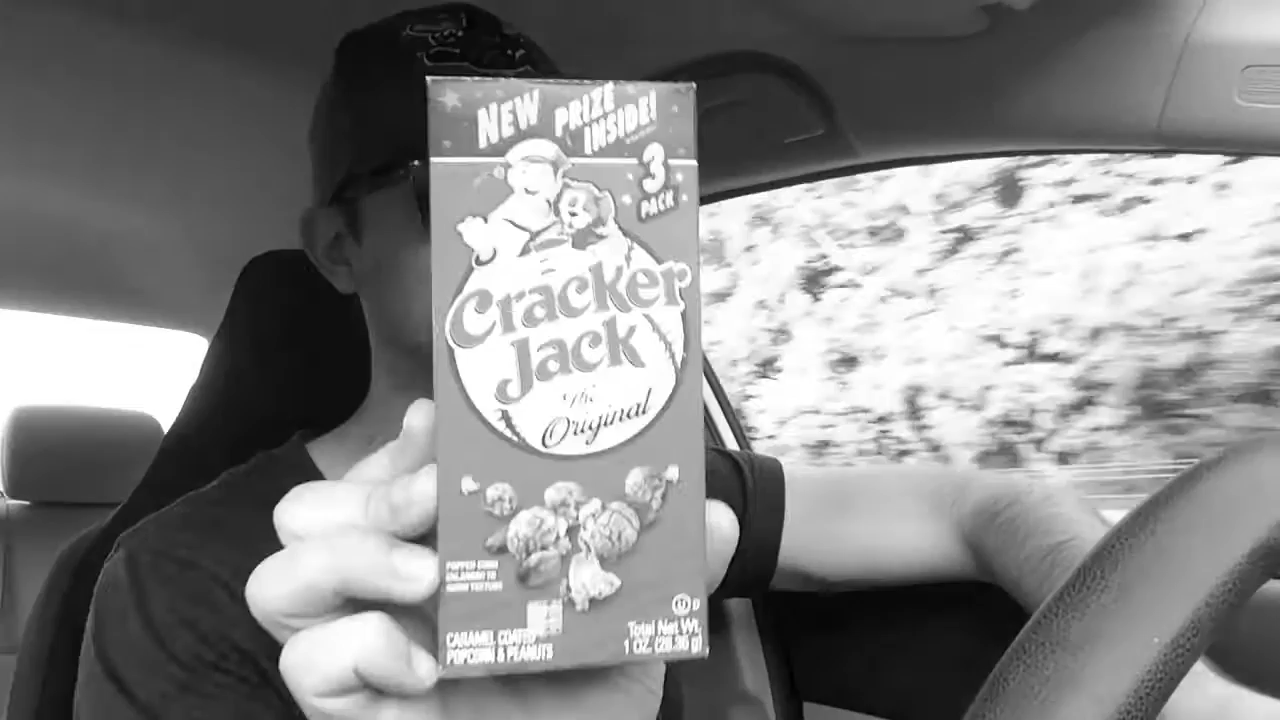 NEW PRIZE INSIDE!
3 PACK
Cracker
Jack
The
Original
CARAMEL COATED
POPCORN & PEANUTS
U D
Total Net Wt.
1 OZ. (28.35 g)